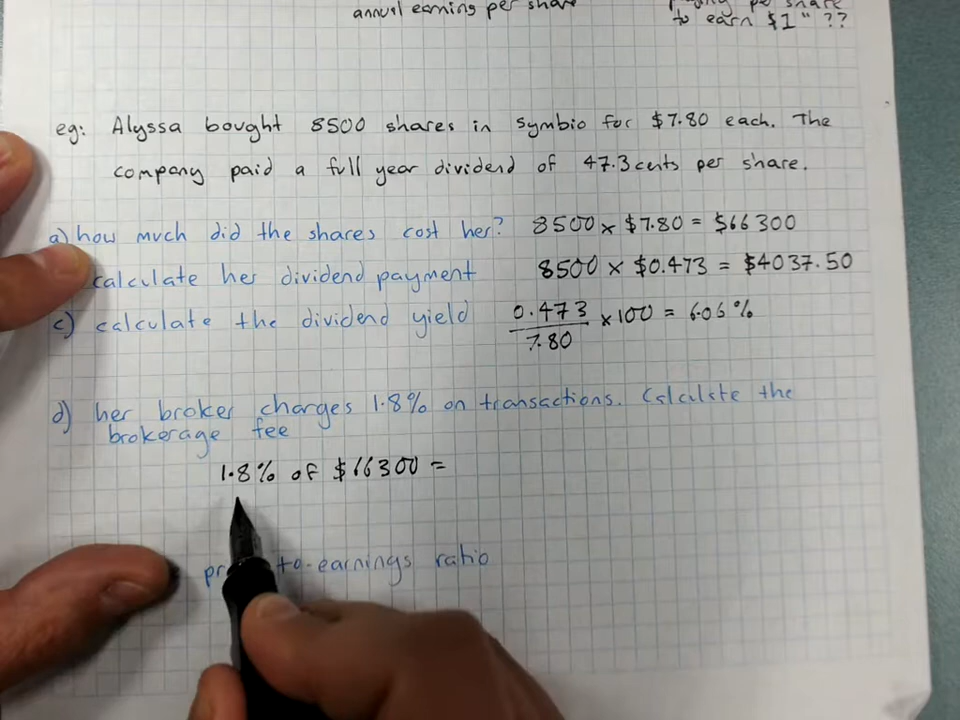 annual earning per share
per share
to earn $1" ??
eg: Alyssa bought 8500 shares in Symbio for $7.80 each. The
company paid a full year dividend of 47.3 cents per share.
a) how much did the shares cost her? 8500 x $7.80 = $66300
calculate her dividend payment 8500 x $0.473 = $4037.50
c) calculate the dividend yield 0.473 / 7.80 x 100 = 6.06%
d) her broker charges 1.8% on transactions. Calculate the
brokerage fee
1.8% of $66300 =
to-earnings ratio